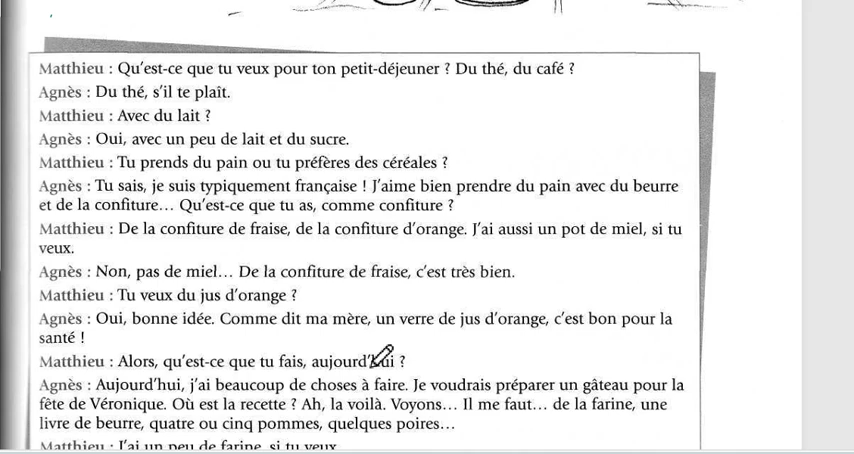 Matthieu : Qu'est-ce que tu veux pour ton petit-déjeuner ? Du thé, du café ?
Agnès : Du thé, s'il te plaît.
Matthieu : Avec du lait ?
Agnès : Oui, avec un peu de lait et du sucre.
Matthieu : Tu prends du pain ou tu préfères des céréales ?
Agnès : Tu sais, je suis typiquement française ! J'aime bien prendre du pain avec du beurre
et de la confiture... Qu'est-ce que tu as, comme confiture ?
Matthieu : De la confiture de fraise, de la confiture d'orange. J'ai aussi un pot de miel, si tu
veux.
Agnès : Non, pas de miel... De la confiture de fraise, c'est très bien.
Matthieu : Tu veux du jus d'orange ?
Agnès : Oui, bonne idée. Comme dit ma mère, un verre de jus d'orange, c'est bon pour la
santé !
Matthieu : Alors, qu'est-ce que tu fais, aujourd'hui ?
Agnès : Aujourd'hui, j'ai beaucoup de choses à faire. Je voudrais préparer un gâteau pour la
fête de Véronique. Où est la recette ? Ah, la voilà. Voyons... Il me faut... de la farine, une
livre de beurre, quatre ou cinq pommes, quelques poires...
Matthieu : J'ai un peu de farine, si tu veux